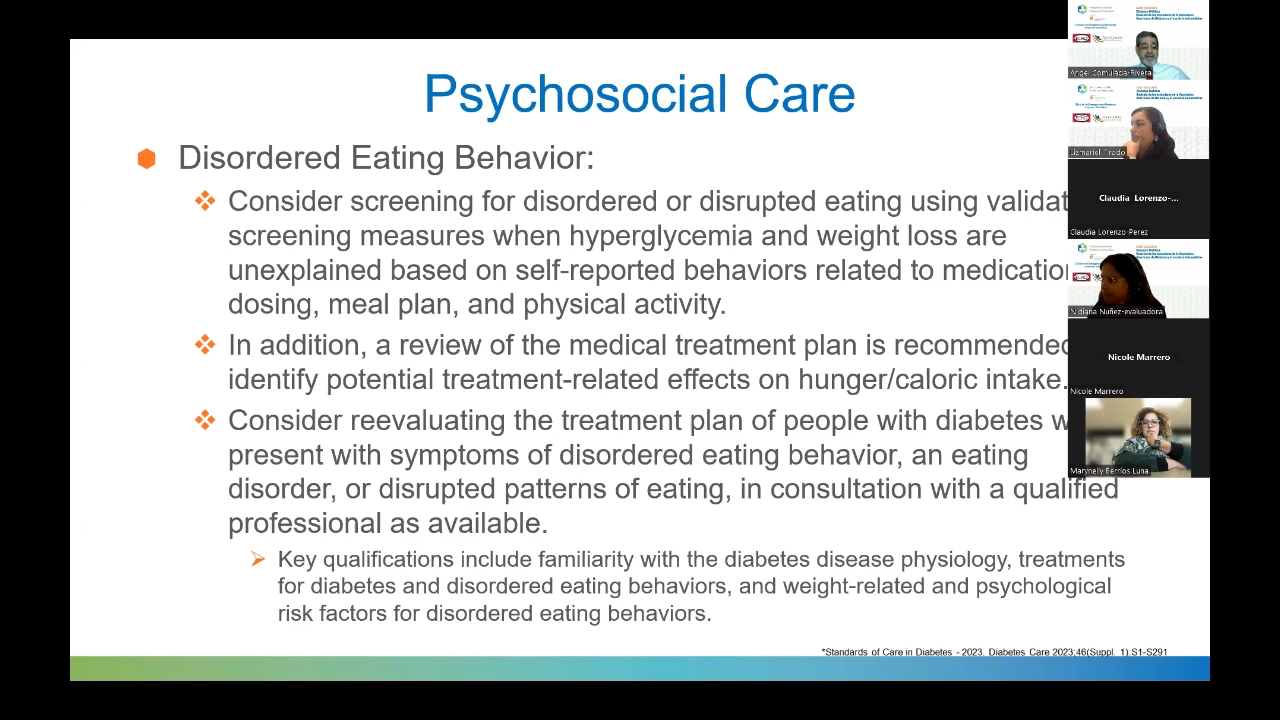 Psychosocial Care
Disordered Eating Behavior:
Consider screening for disordered or disrupted eating using validat
screening measures when hyperglycemia and weight loss are
unexplained based on self-reported behaviors related to medication
dosing, meal plan, and physical activity.
In addition, a review of the medical treatment plan is recommended
identify potential treatment-related effects on hunger/caloric intake.
Consider reevaluating the treatment plan of people with diabetes w
present with symptoms of disordered eating behavior, an eating
disorder, or disrupted patterns of eating, in consultation with a qualified
professional as available.
Key qualifications include familiarity with the diabetes disease physiology, treatments
for diabetes and disordered eating behaviors, and weight-related and psychological
risk factors for disordered eating behaviors.
*Standards of Care in Diabetes - 2023. Diabetes Care 2023;46(Suppl. 1):S1-S291
Angel Comulada-Rivera
Lizmariel Tirado
Claudia Lorenzo-...
Claudia Lorenzo-Perez
Nidiana Nuñez-evaluadora
Nicole Marrero
Nicole Marrero
Marynelly Berríos Luna